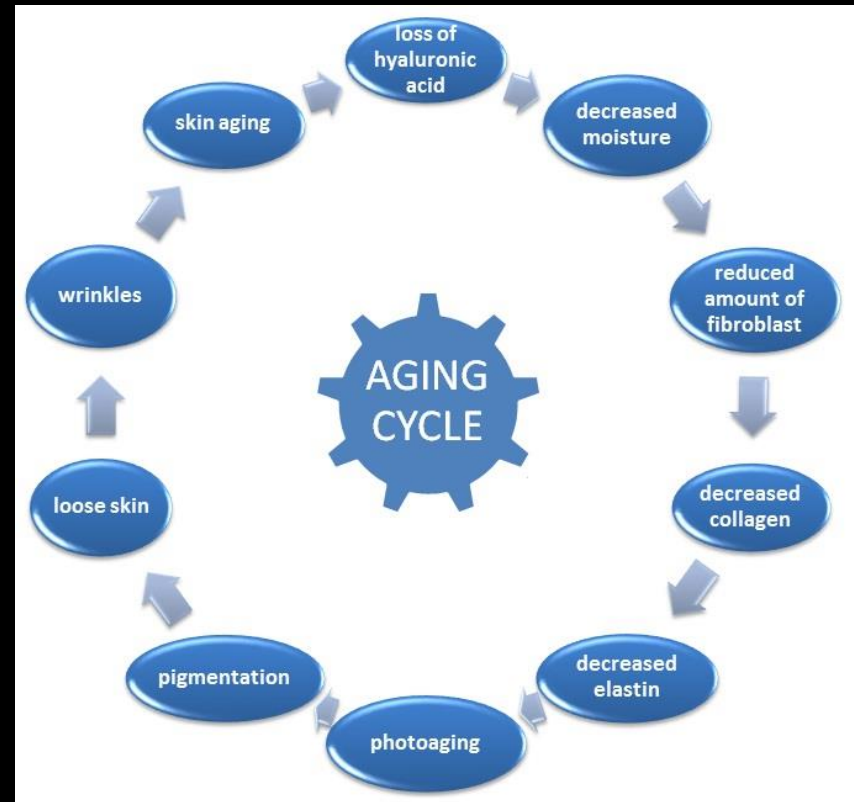 loss of
hyaluronic
acid
decreased
moisture
reduced
amount of
fibroblast
decreased
collagen
decreased
elastin
photoaging
pigmentation
loose skin
wrinkles
skin aging
AGING
CYCLE